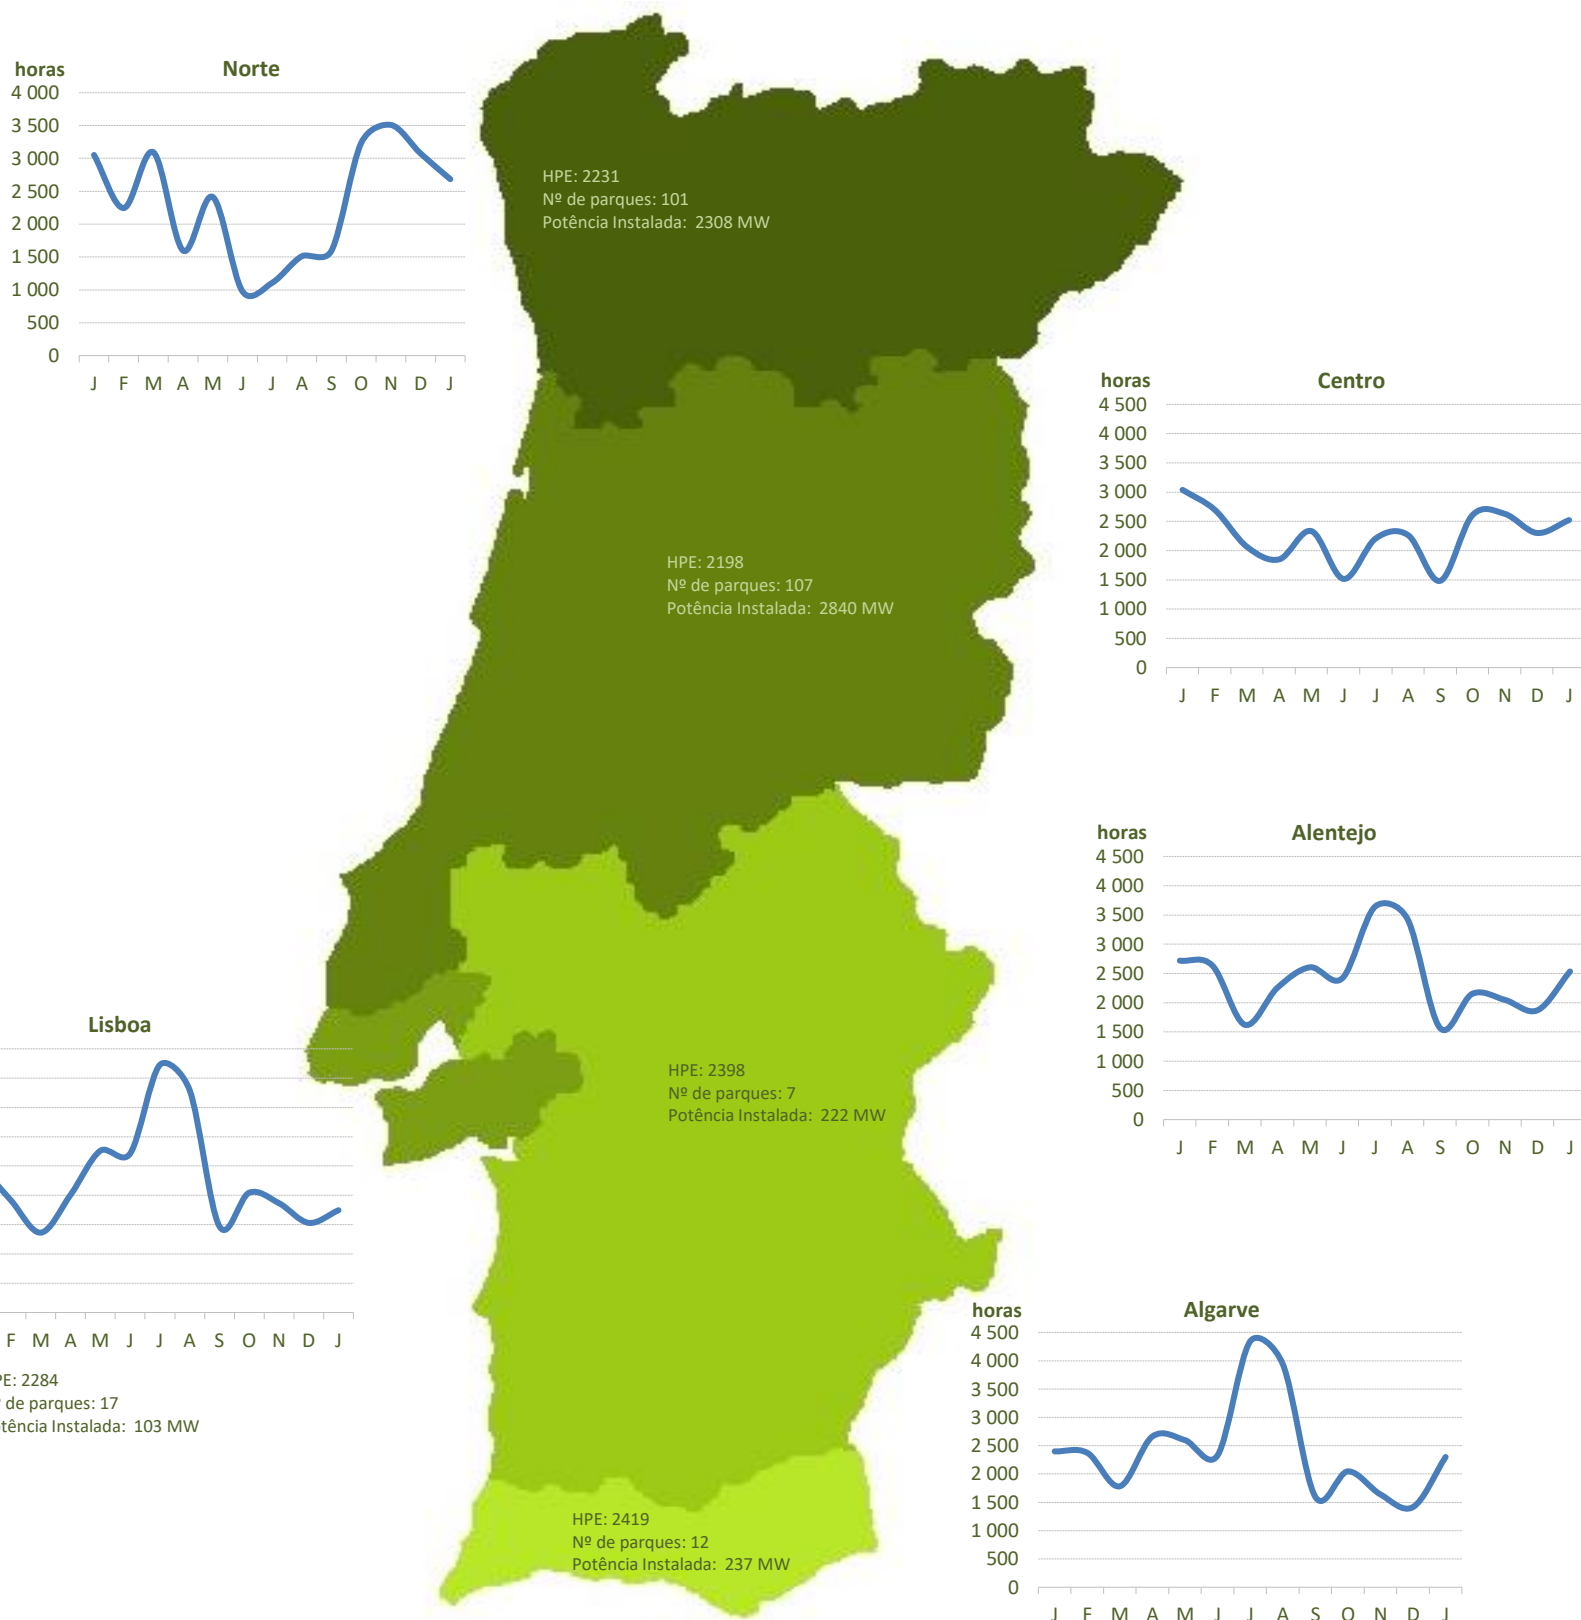 horas
Norte
4 000
3 500
3 000
2 500
2 000
1 500
1 000
500
0
J F M A M J J A S O N D J
HPE: 2231
Nº de parques: 101
Potência Instalada: 2308 MW
horas
Centro
4 500
4 000
3 500
3 000
2 500
2 000
1 500
1 000
500
0
J F M A M J J A S O N D J
HPE: 2198
Nº de parques: 107
Potência Instalada: 2840 MW
horas
Alentejo
4 500
4 000
3 500
3 000
2 500
2 000
1 500
1 000
500
0
J F M A M J J A S O N D J
HPE: 2398
Nº de parques: 7
Potência Instalada: 222 MW
Lisboa
F M A M J J A S O N D J
PE: 2284
de parques: 17
tência Instalada: 103 MW
horas
Algarve
4 500
4 000
3 500
3 000
2 500
2 000
1 500
1 000
500
0
J F M A M J J A S O N D J
HPE: 2419
Nº de parques: 12
Potência Instalada: 237 MW